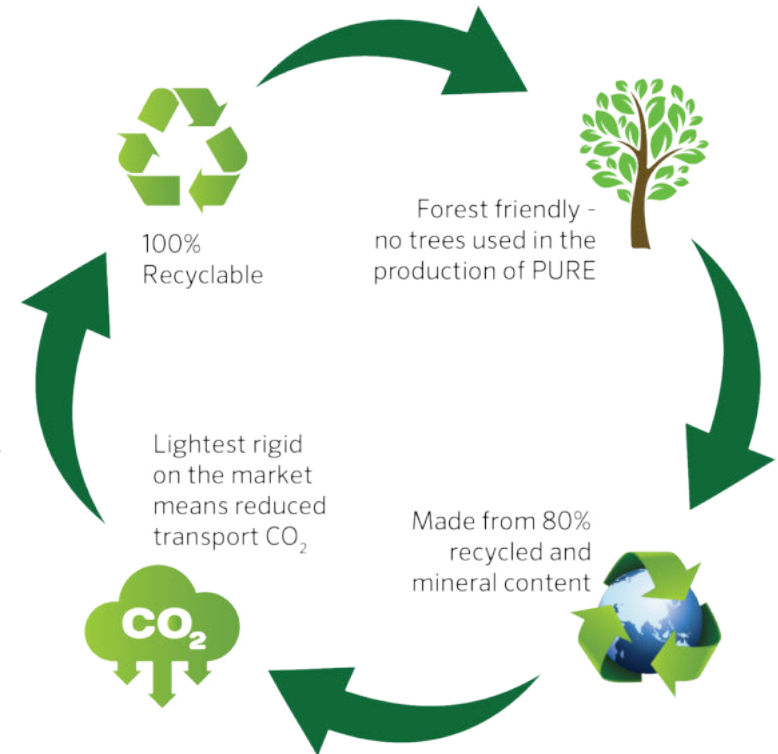 100%
Recyclable
Forest friendly -
no trees used in the
production of PURE
Lightest rigid
on the market
means reduced
transport CO₂
Made from 80%
recycled and
mineral content
CO₂